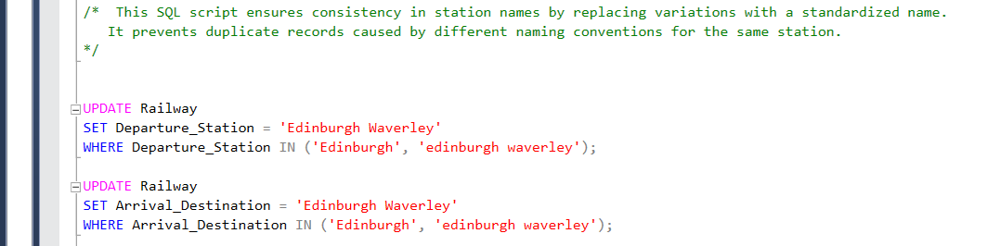 /*  This SQL script ensures consistency in station names by replacing variations with a standardized name.
It prevents duplicate records caused by different naming conventions for the same station.
*/
UPDATE Railway
SET Departure_Station = 'Edinburgh Waverley'
WHERE Departure_Station IN ('Edinburgh', 'edinburgh waverley');
UPDATE Railway
SET Arrival_Destination = 'Edinburgh Waverley'
WHERE Arrival_Destination IN ('Edinburgh', 'edinburgh waverley');